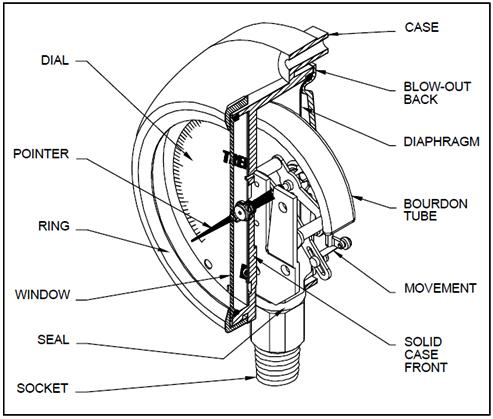 CASE
DIAL
BLOW-OUT
BACK
DIAPHRAGM
POINTER
BOURDON
TUBE
RING
MOVEMENT
WINDOW
SEAL
SOLID
CASE
FRONT
SOCKET